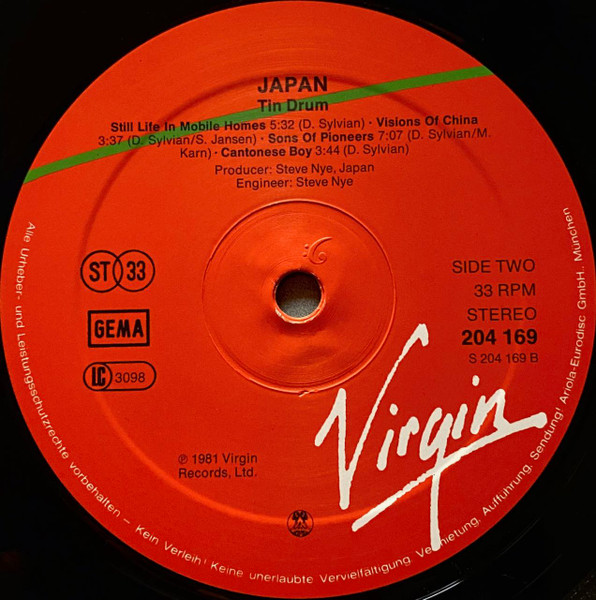 JAPAN
Tin Drum
Still Life In Mobile Homes 5:32 (D. Sylvian) · Visions Of China
3:37 (D. Sylvian/S. Jansen) · Sons Of Pioneers 7:07 (D. Sylvian/M.
Karn) · Cantonese Boy 3:44 (D. Sylvian)
Producer: Steve Nye, Japan
Engineer: Steve Nye
ST 33
GEMA
LC 3098
SIDE TWO
33 RPM
STEREO
204 169
S 204 169 B
Virgin
℗ 1981 Virgin
Records, Ltd.
Alle Urheber- und Leistungsschutzrechte vorbehalten – Kein Verleih! Keine unerlaubte Vervielfältigung, Vermietung, Aufführung, Sendung! Ariola-Eurodisc GmbH, München